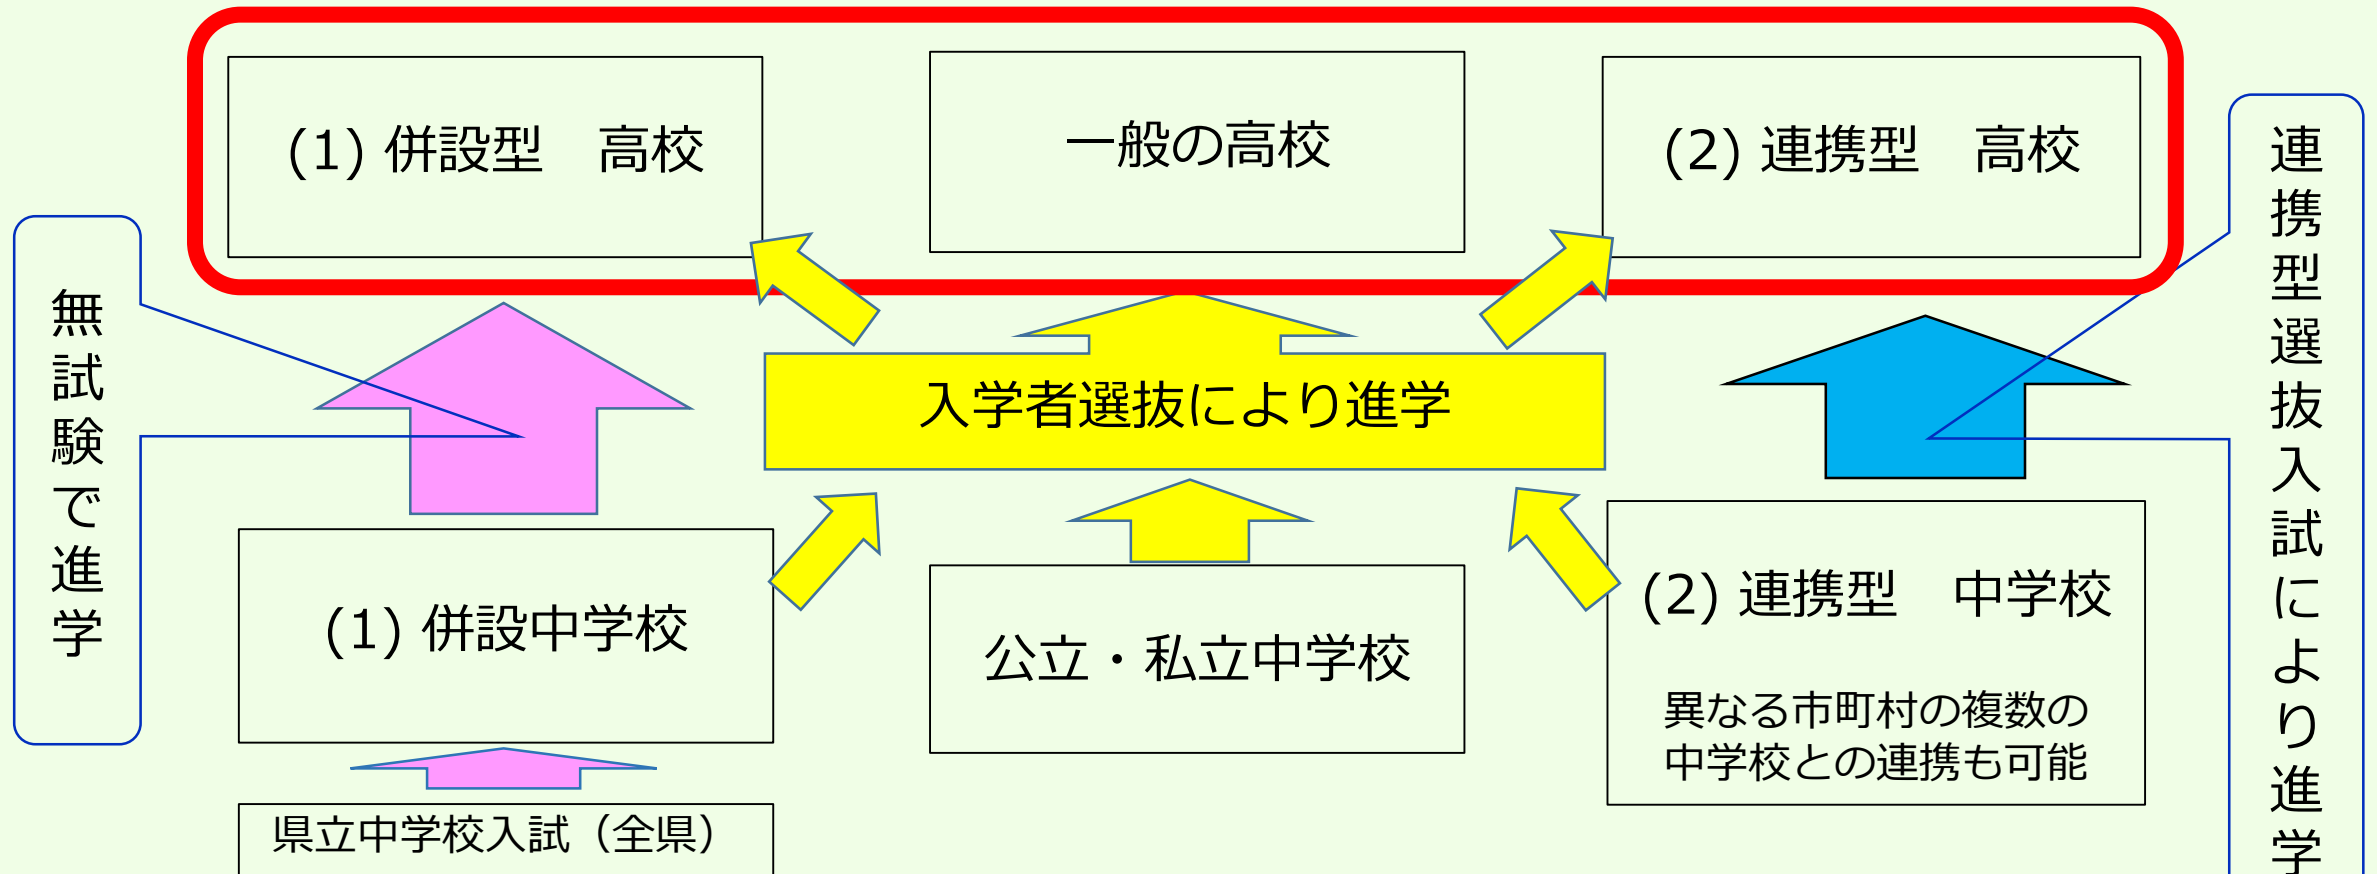 (1) 併設型　高校
一般の高校
(2) 連携型　高校
無試験で進学
連携型選抜入試により進学
入学者選抜により進学
(1) 併設中学校
公立・私立中学校
(2) 連携型　中学校
異なる市町村の複数の
中学校との連携も可能
県立中学校入試（全県）